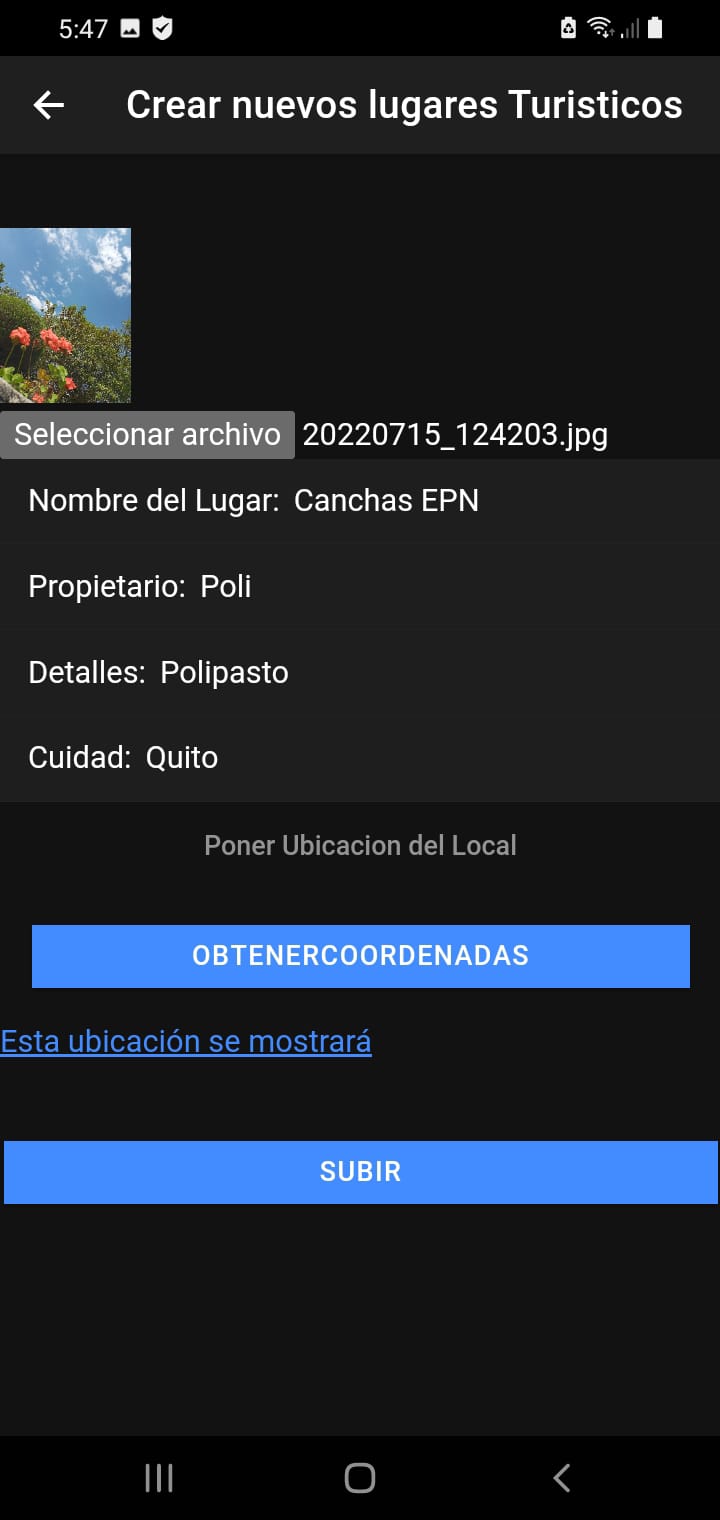 5:47
Crear nuevos lugares Turisticos
Seleccionar archivo 20220715_124203.jpg
Nombre del Lugar: Canchas EPN
Propietario: Poli
Detalles: Polipasto
Cuidad: Quito
Poner Ubicacion del Local
OBTENERCOORDENADAS
Esta ubicación se mostrará
SUBIR